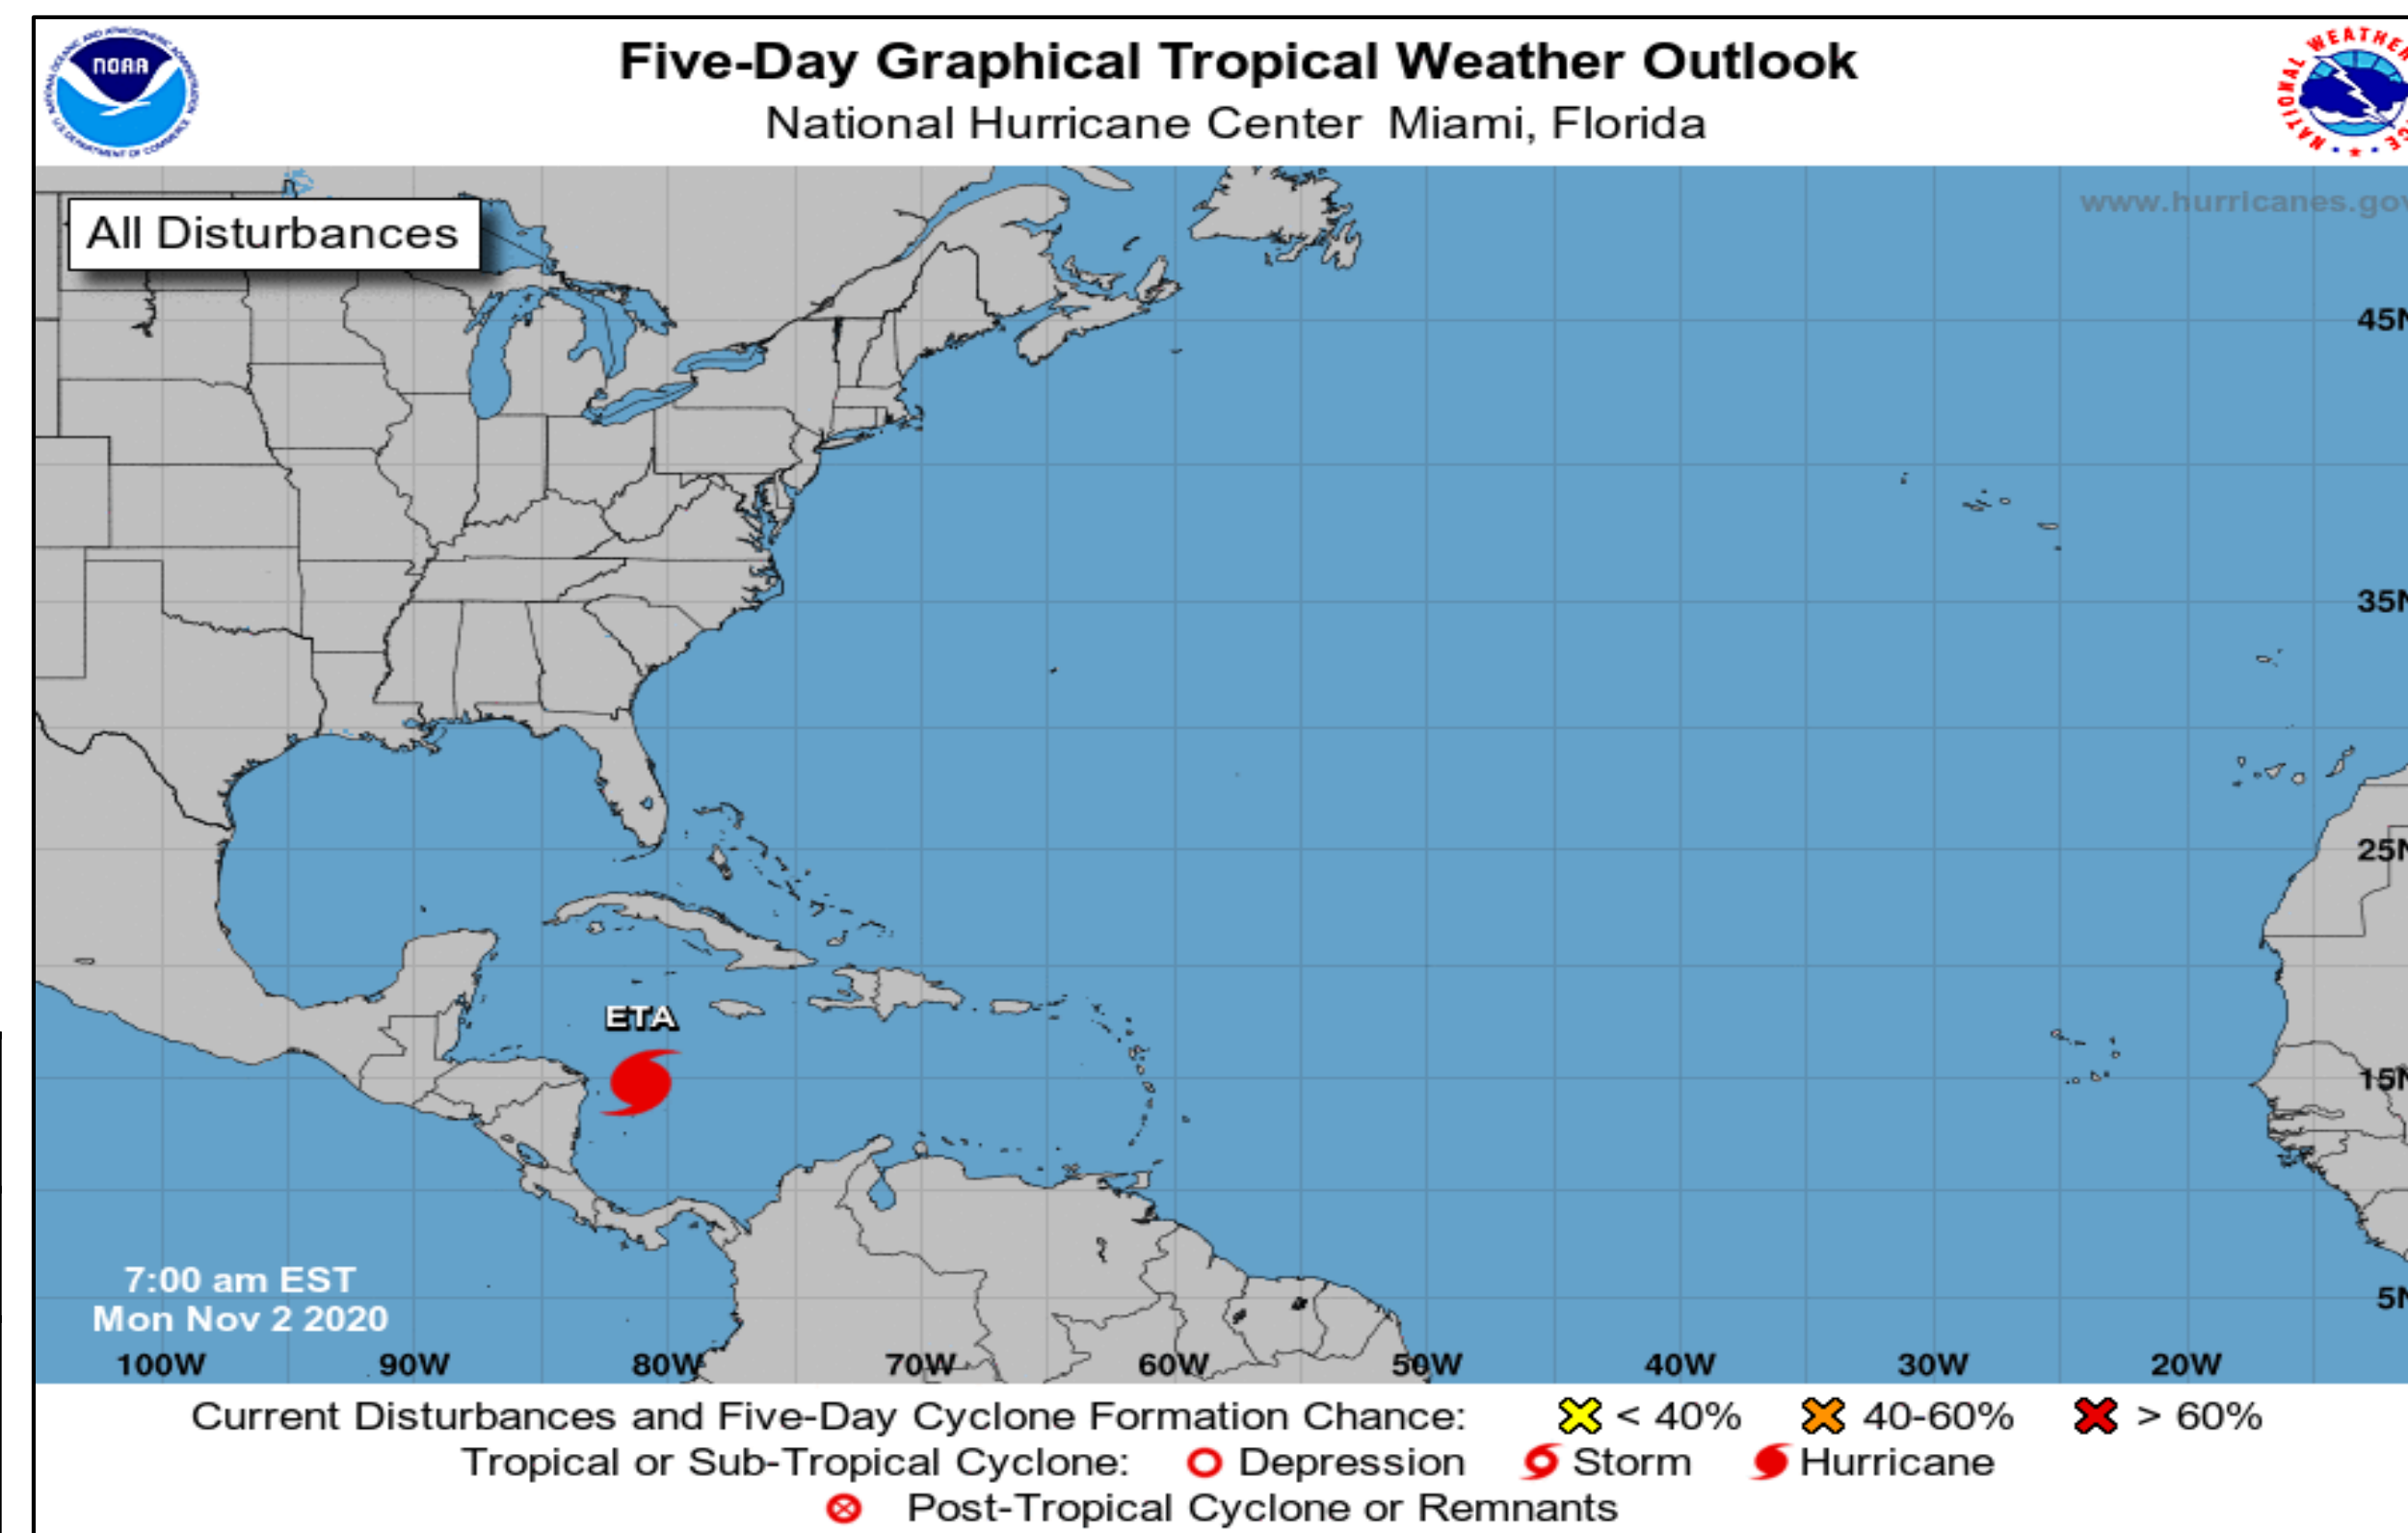 NOAA
Five-Day Graphical Tropical Weather Outlook
National Hurricane Center Miami, Florida
NATIONAL WEATHER
All Disturbances
www.hurricanes.gov
45N
35N
25N
ETA
15N
7:00 am EST
Mon Nov 2 2020
5N
100W 90W 80W 70W 60W 50W 40W 30W 20W
Current Disturbances and Five-Day Cyclone Formation Chance: < 40% 40-60% > 60%
Tropical or Sub-Tropical Cyclone: Depression Storm Hurricane
Post-Tropical Cyclone or Remnants